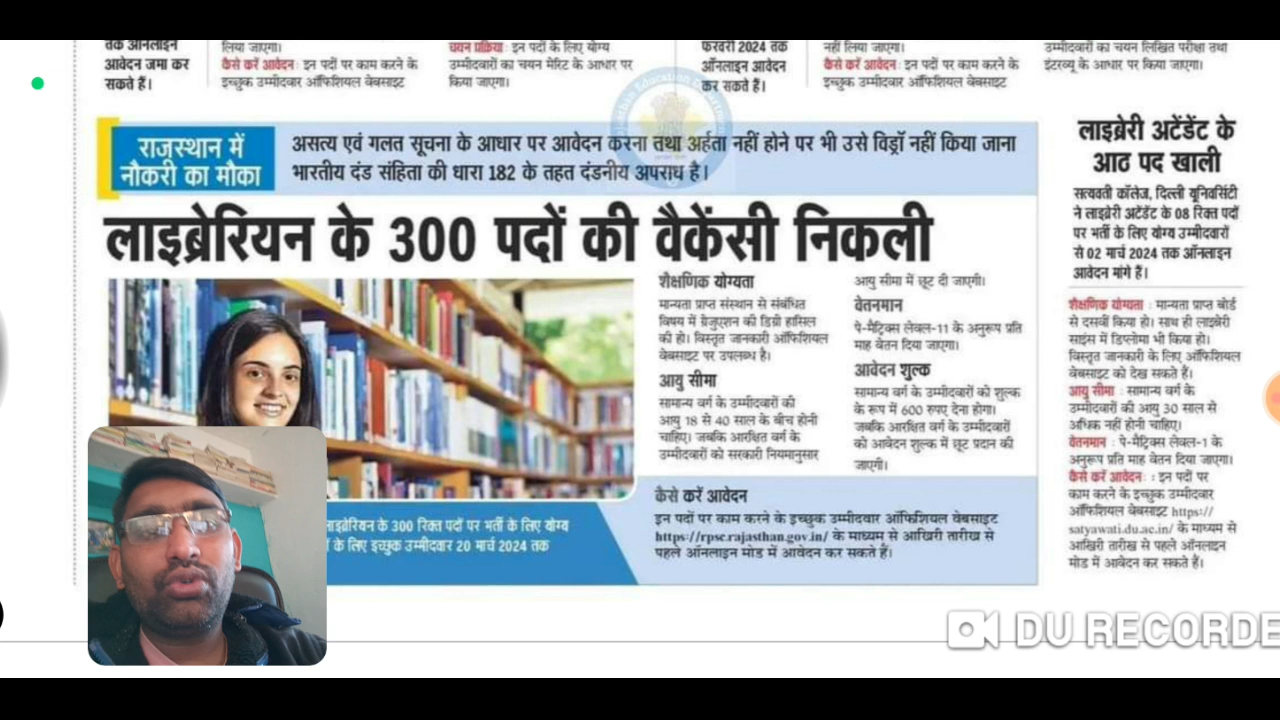 तक ऑनलाइन
आवेदन जमा कर
सकते हैं।
लिया जाएगा।
कैसे करें आवेदन: इन पदों पर काम करने के
इच्छुक उम्मीदवार ऑफिशियल वेबसाइट
चयन प्रक्रिया: इन पदों के लिए योग्य
उम्मीदवारों का चयन मेरिट के आधार पर
किया जाएगा।
फरवरी 2024 तक
ऑनलाइन आवेदन
कर सकते हैं।
नहीं लिया जाएगा।
कैसे करें आवेदन: इन पदों पर काम करने के
इच्छुक उम्मीदवार ऑफिशियल वेबसाइट
उम्मीदवारों का चयन लिखित परीक्षा तथा
इंटरव्यू के आधार पर किया जाएगा।
राजस्थान में
नौकरी का मौका
असत्य एवं गलत सूचना के आधार पर आवेदन करना तथा अर्हता नहीं होने पर भी उसे विड्रॉ नहीं किया जाना
भारतीय दंड संहिता की धारा 182 के तहत दंडनीय अपराध है।
लाइब्रेरियन के 300 पदों की वैकेंसी निकली
शैक्षणिक योग्यता
मान्यता प्राप्त संस्थान से संबंधित
विषय में ग्रेजुएशन की डिग्री हासिल
की हो। विस्तृत जानकारी ऑफिशियल
वेबसाइट पर उपलब्ध है।
आयु सीमा
सामान्य वर्ग के उम्मीदवारों की
आयु 18 से 40 साल के बीच होनी
चाहिए। जबकि आरक्षित वर्ग के
उम्मीदवारों को सरकारी नियमानुसार
आयु सीमा में छूट दी जाएगी।
वेतनमान
पे-मैट्रिक्स लेवल-11 के अनुरूप प्रति
माह वेतन दिया जाएगा।
आवेदन शुल्क
सामान्य वर्ग के उम्मीदवारों को शुल्क
के रूप में 600 रुपए देना होगा।
जबकि आरक्षित वर्ग के उम्मीदवारों
को आवेदन शुल्क में छूट प्रदान की
जाएगी।
लाइब्रेरियन के 300 रिक्त पदों पर भर्ती के लिए योग्य
के लिए इच्छुक उम्मीदवार 20 मार्च 2024 तक
कैसे करें आवेदन
इन पदों पर काम करने के इच्छुक उम्मीदवार ऑफिशियल वेबसाइट
https://rpsc.rajasthan.gov.in/ के माध्यम से आखिरी तारीख से
पहले ऑनलाइन मोड में आवेदन कर सकते हैं।
लाइब्रेरी अटेंडेंट के
आठ पद खाली
सत्यवती कॉलेज, दिल्ली यूनिवर्सिटी
ने लाइब्रेरी अटेंडेंट के 08 रिक्त पदों
पर भर्ती के लिए योग्य उम्मीदवारों
से 02 मार्च 2024 तक ऑनलाइन
आवेदन मांगे हैं।
शैक्षणिक योग्यता : मान्यता प्राप्त बोर्ड
से दसवीं किया हो। साथ ही लाइब्रेरी
साइंस में डिप्लोमा भी किया हो।
विस्तृत जानकारी के लिए ऑफिशियल
वेबसाइट को देख सकते हैं।
आयु सीमा : सामान्य वर्ग के
उम्मीदवारों की आयु 30 साल से
अधिक नहीं होनी चाहिए।
वेतनमान : पे-मैट्रिक्स लेवल-1 के
अनुरूप प्रति माह वेतन दिया जाएगा।
कैसे करें आवेदन : इन पदों पर
काम करने के इच्छुक उम्मीदवार
ऑफिशियल वेबसाइट https://
satyawati.du.ac.in/ के माध्यम से
आखिरी तारीख से पहले ऑनलाइन
मोड में आवेदन कर सकते हैं।
DU RECORDE